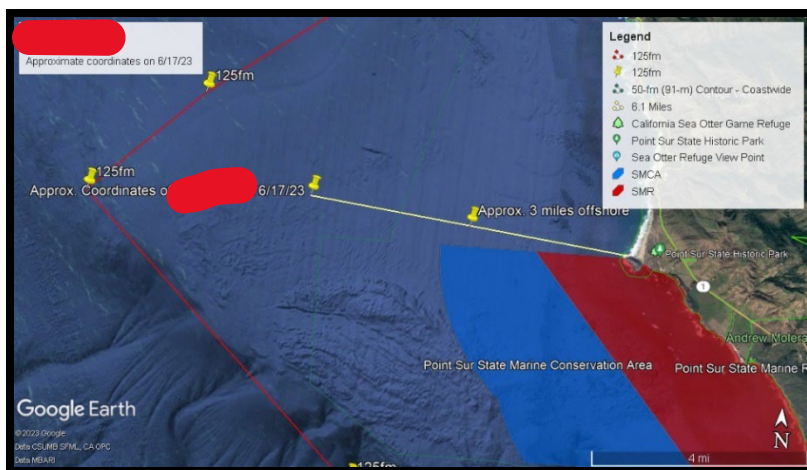 Approximate coordinates on 6/17/23
Legend
125fm
125fm
50-fm (91-m) Contour - Coastwide
6.1 Miles
California Sea Otter Game Refuge
Point Sur State Historic Park
Sea Otter Refuge View Point
SMCA
SMR
125fm
125fm
Approx. Coordinates o 6/17/23
Approx. 3 miles offshore
Point Sur State Historic Park
1
Andrew Molera
Point Sur State Marine Conservation Area
Point Sur State Marine R
Google Earth
©2023 Google
Data CSUMB SFML, CA OPC
Data MBARI
N
4 mi
125fm